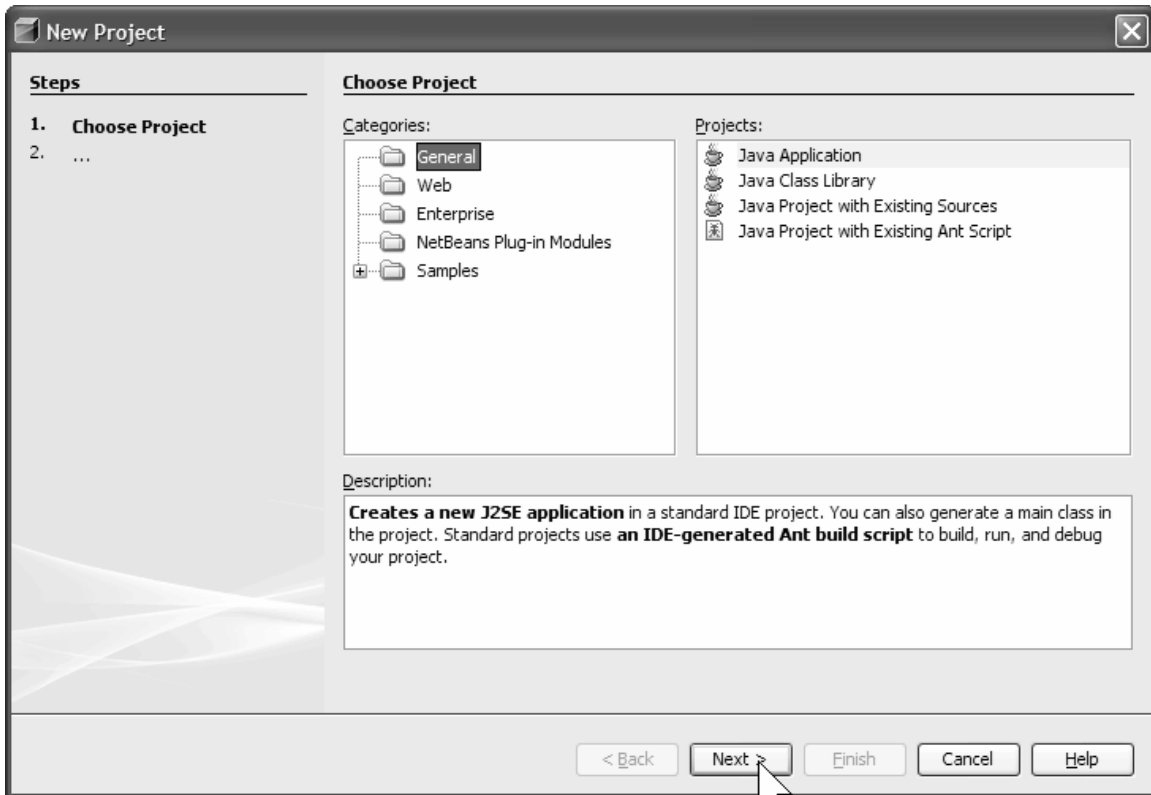 New Project
Steps
1. Choose Project
2. ...
Choose Project
Categories:
General
Web
Enterprise
NetBeans Plug-in Modules
Samples
Projects:
Java Application
Java Class Library
Java Project with Existing Sources
Java Project with Existing Ant Script
Description:
Creates a new J2SE application in a standard IDE project. You can also generate a main class in
the project. Standard projects use an IDE-generated Ant build script to build, run, and debug
your project.
< Back
Next >
Finish
Cancel
Help